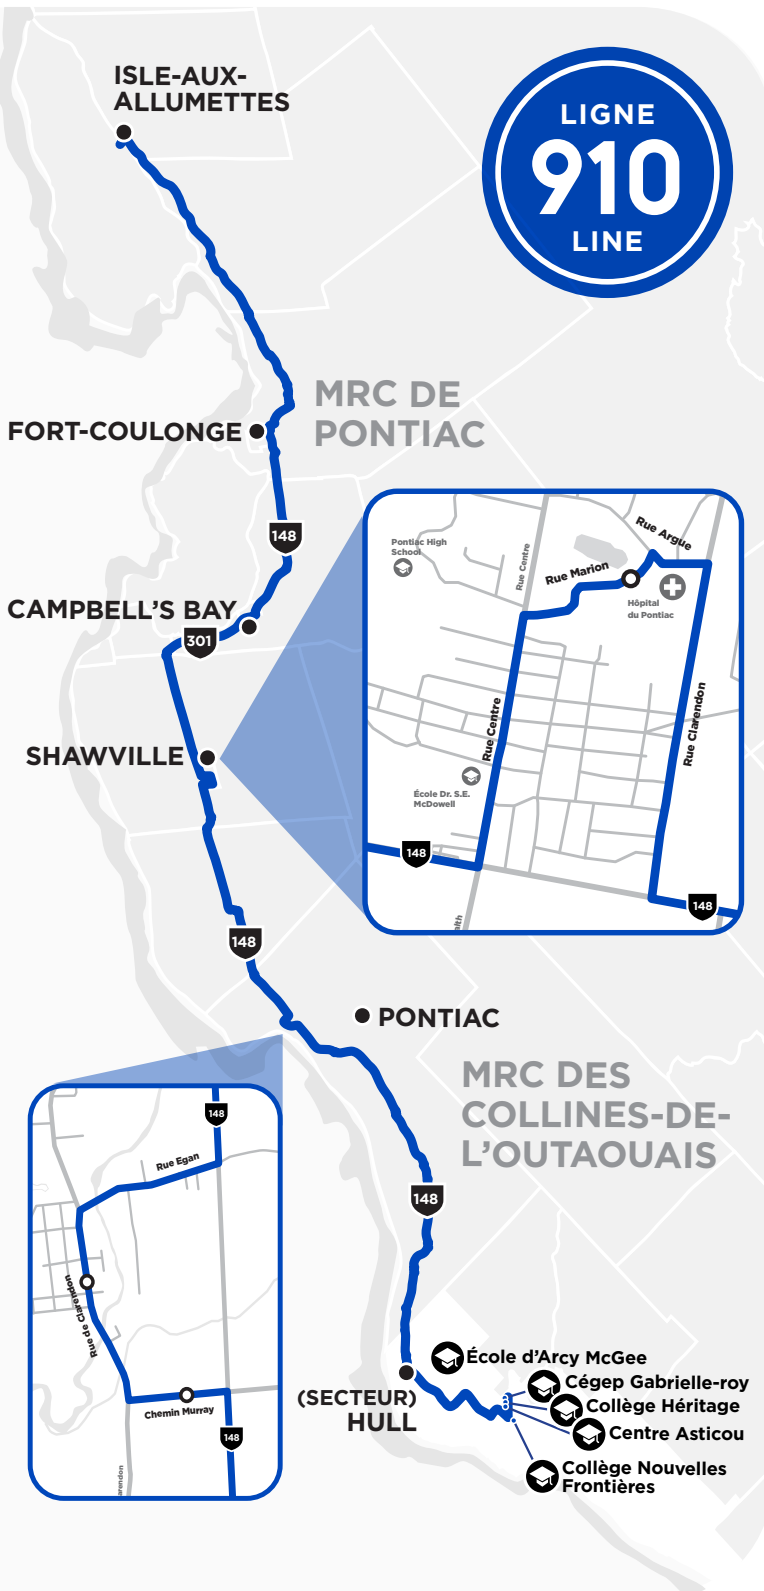 ISLE-AUX-
ALLUMETTES
LIGNE
910
LINE
MRC DE
PONTIAC
FORT-COULONGE
148
CAMPBELL'S BAY
301
SHAWVILLE
Pontiac High
School
Rue Centre
Rue Argue
Rue Marion
Hôpital
du Pontiac
Rue Centre
Rue Clarendon
École Dr. S.E.
McDowell
148
148
148
PONTIAC
MRC DES
COLLINES-DE-
L'OUTAOUAIS
148
Rue Egan
Rue de Clarendon
Chemin Murray
148
arendon
148
École d'Arcy McGee
Cégep Gabrielle-roy
Collège Héritage
Centre Asticou
Collège Nouvelles
Frontières
(SECTEUR)
HULL